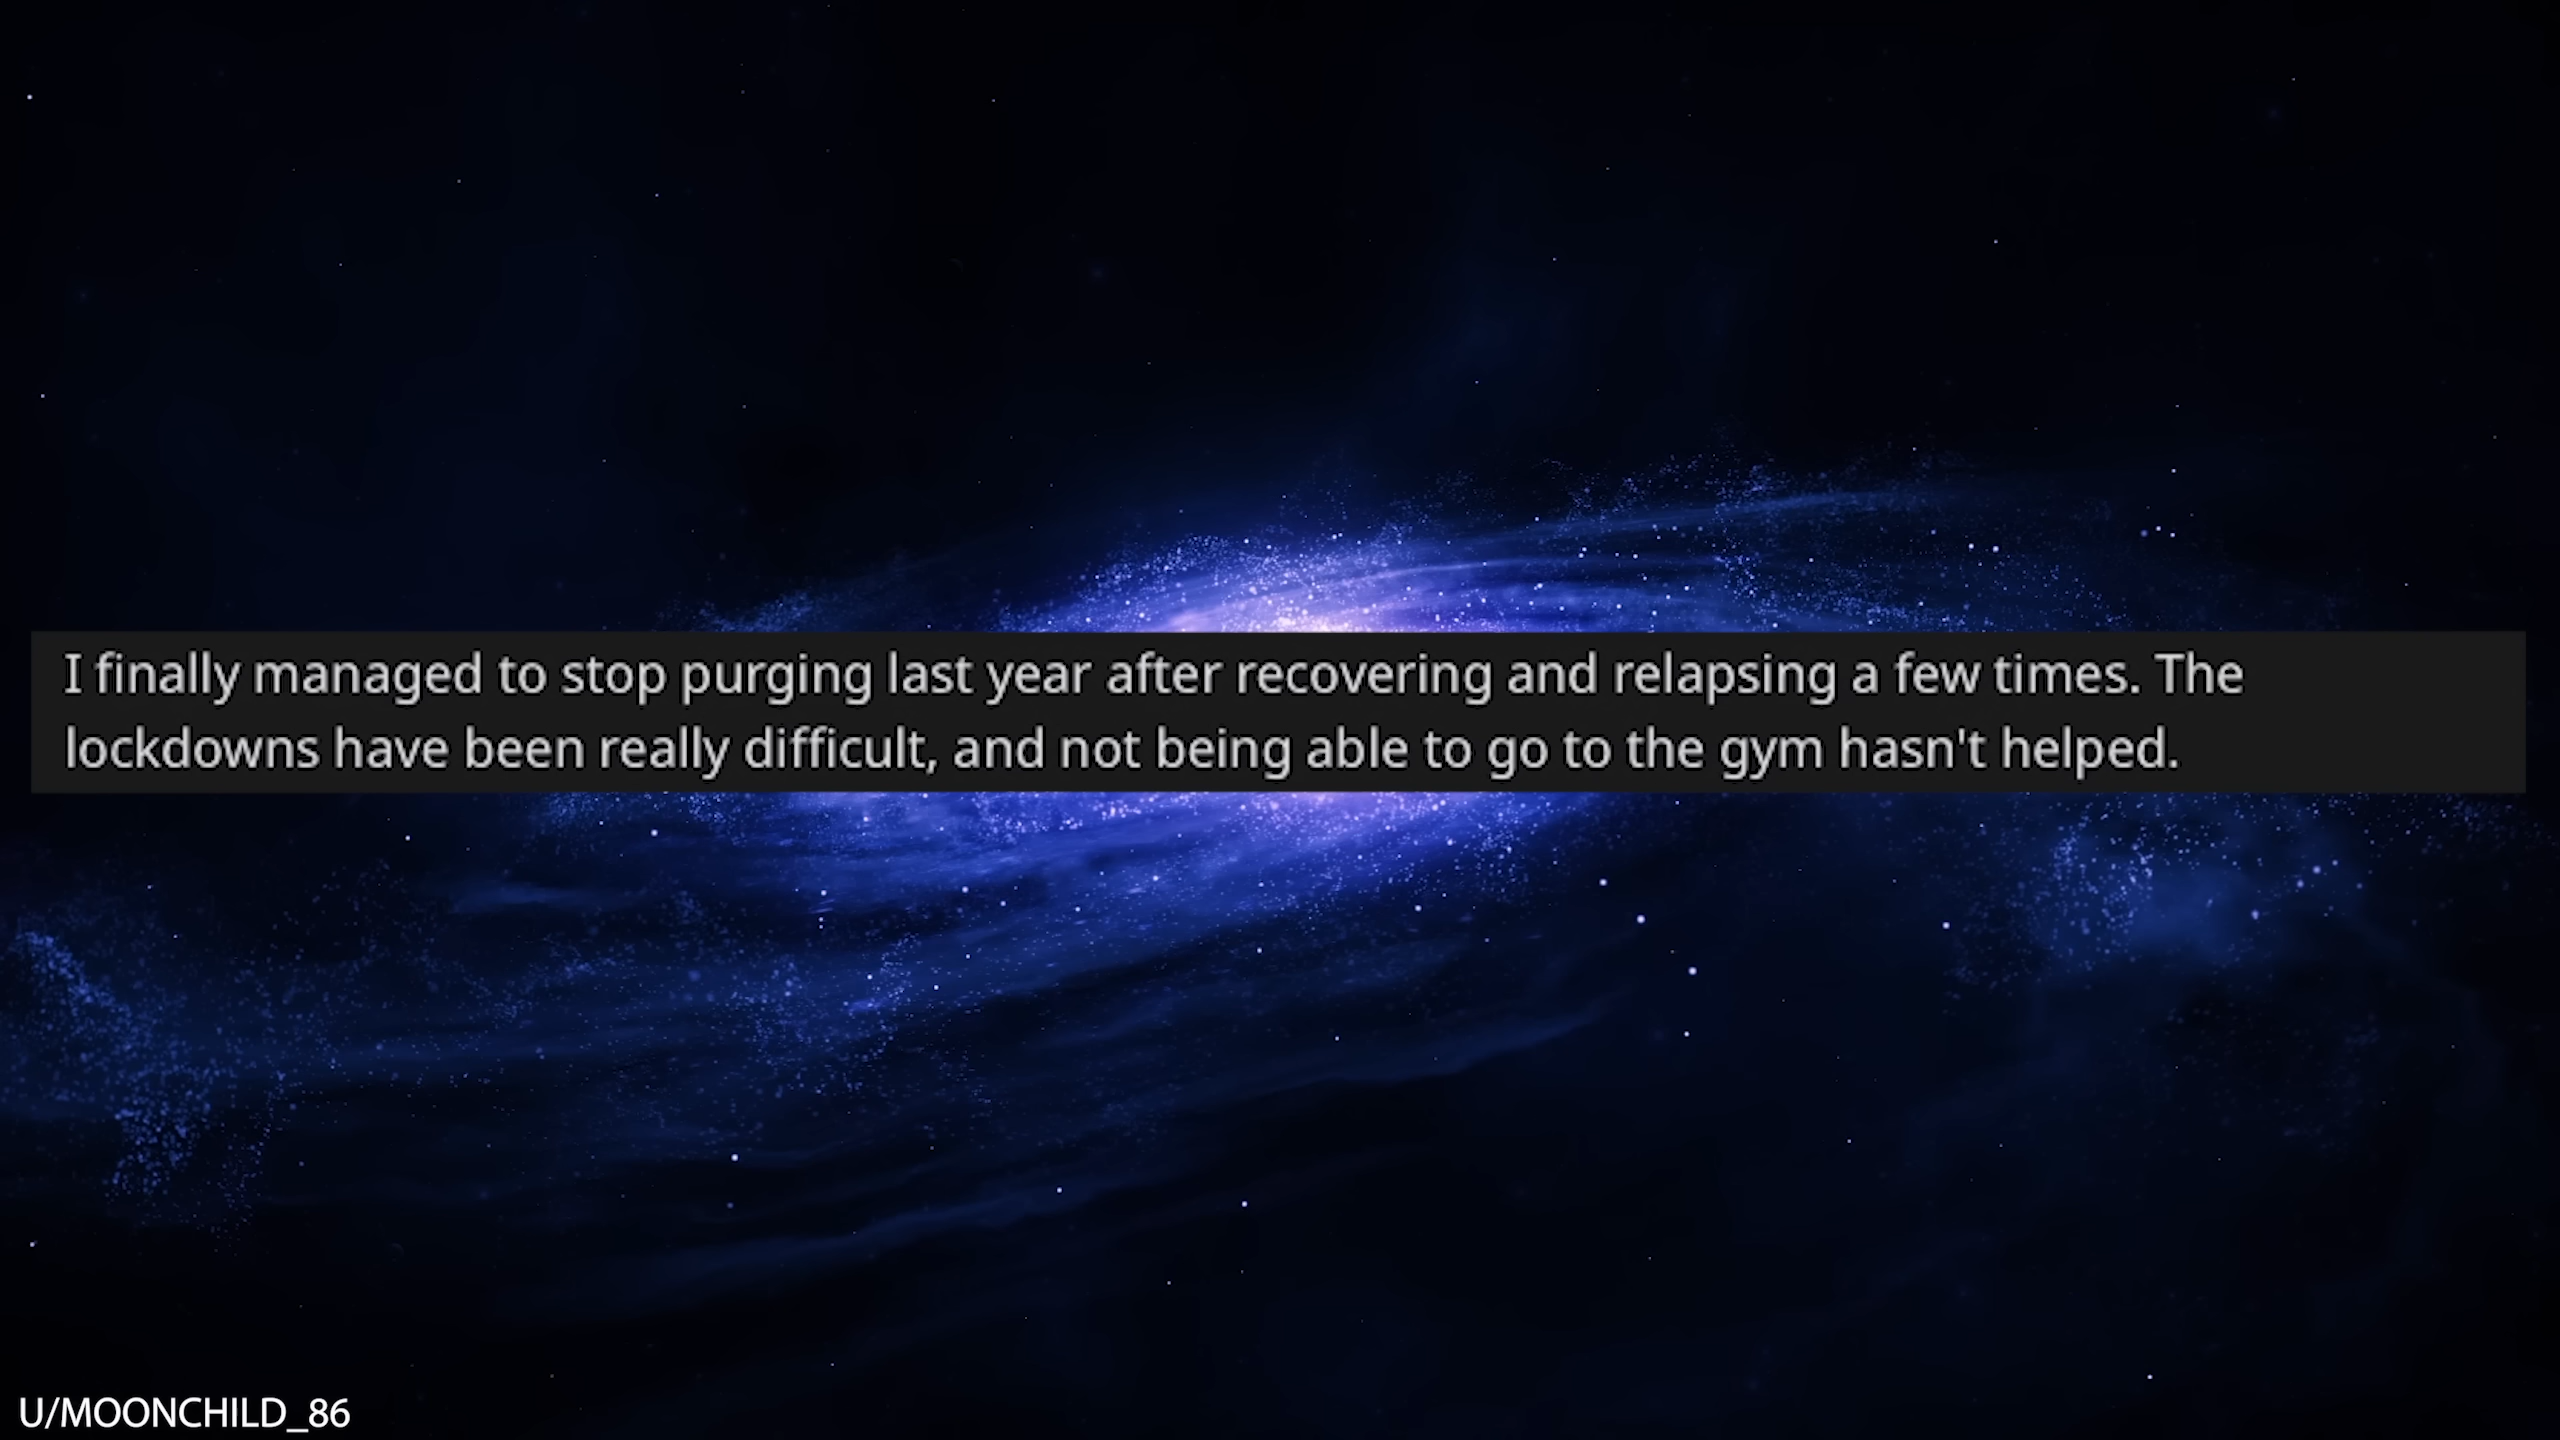 I finally managed to stop purging last year after recovering and relapsing a few times. The
lockdowns have been really difficult, and not being able to go to the gym hasn't helped.
U/MOONCHILD_86